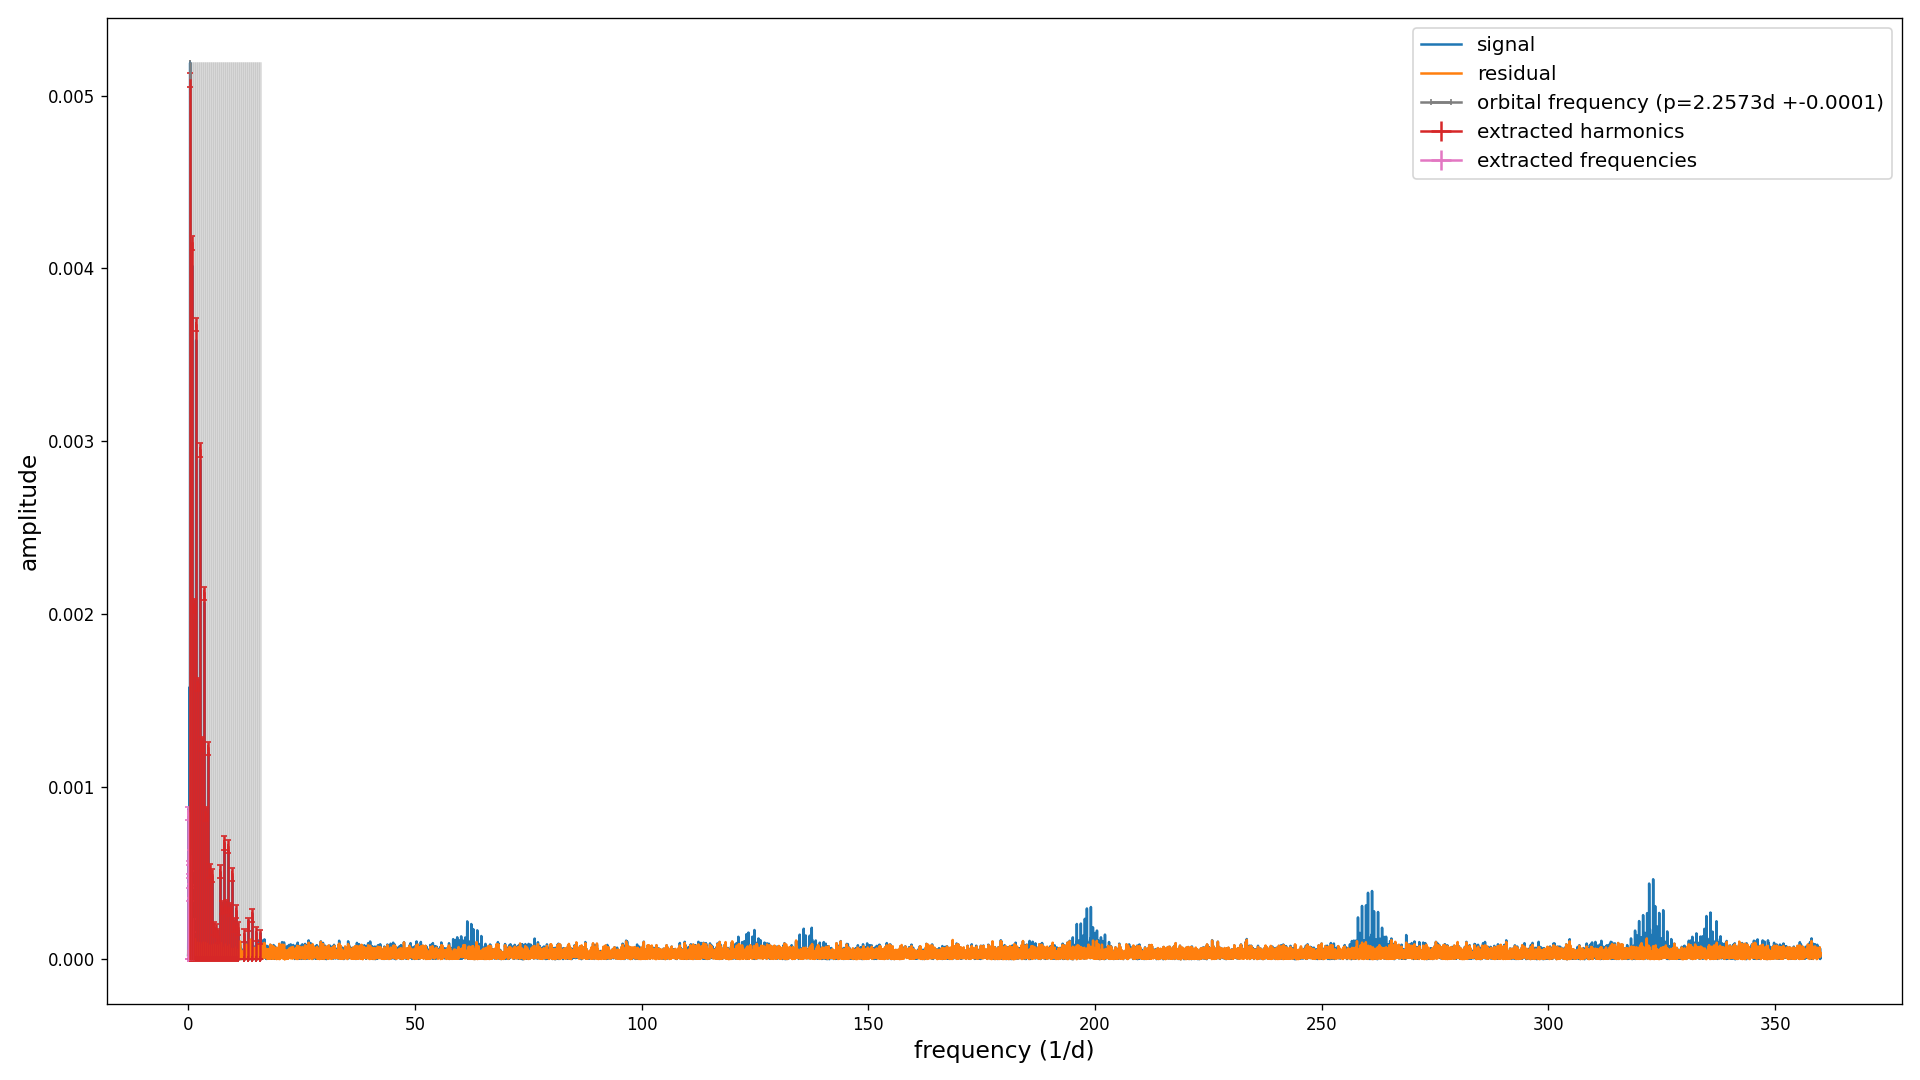 signal
residual
orbital frequency (p=2.2573d +-0.0001)
extracted harmonics
extracted frequencies
0.005
0.004
0.003
0.002
0.001
0.000
amplitude
0 50 100 150 200 250 300 350
frequency (1/d)